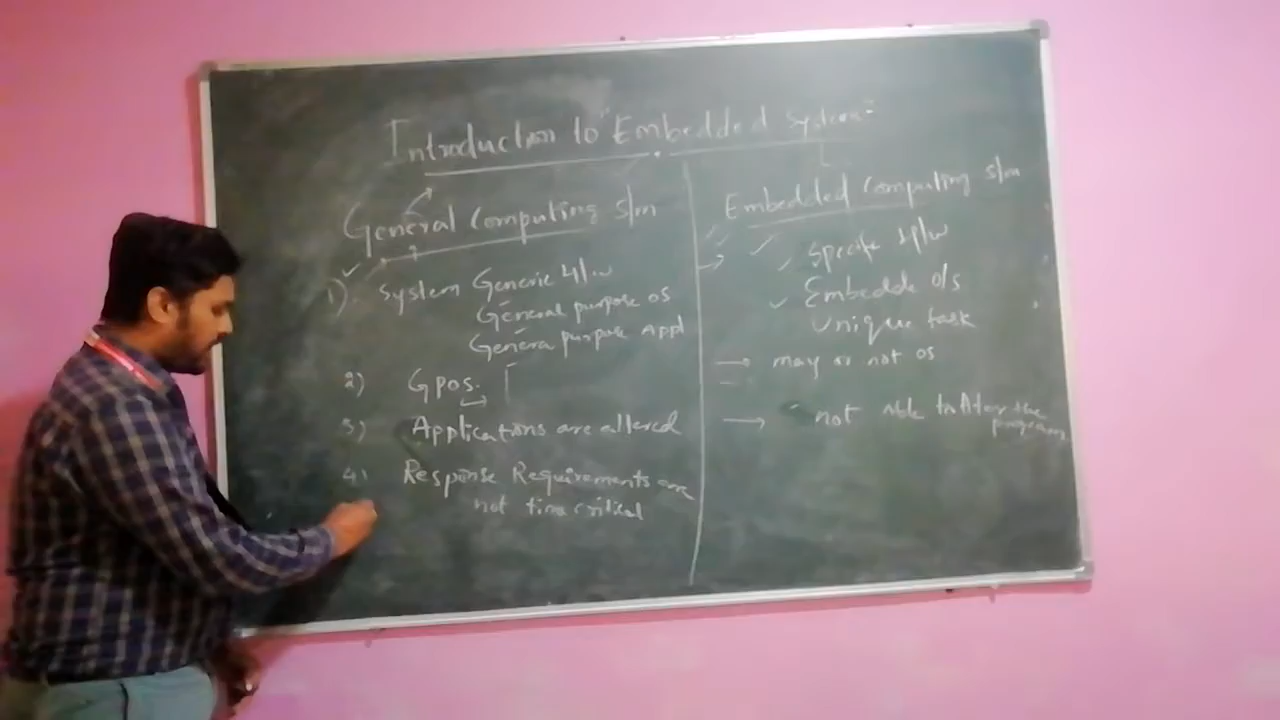 Introduction to "Embedded Systems"
General Computing s/m
1). System Generic H/w
General purpose os
Genera purpose Appl
2) Gpos.
3) Applications are altered
4) Response Requirements are
not time critical
Embedded Computing s/m
→ Specific
Embedde o/s
Unique task
→ may or not os
→ not Able to Alter the
program